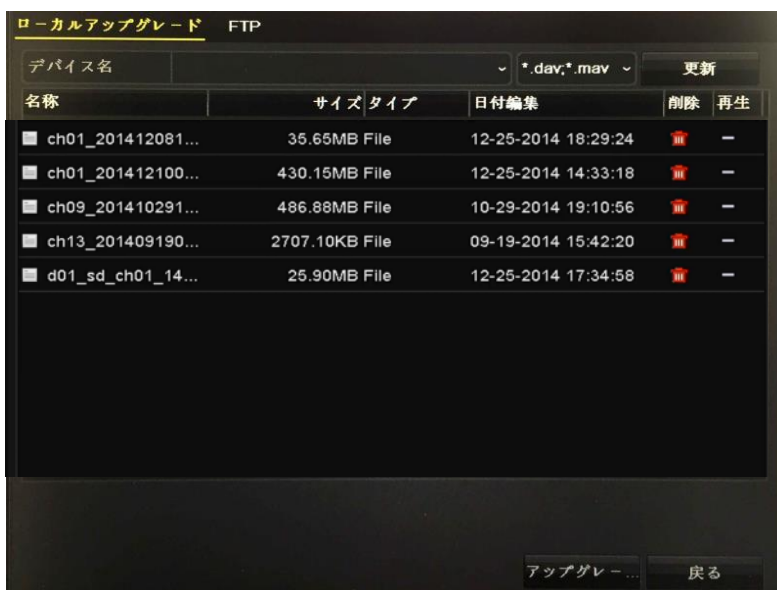 ローカルアップグレード FTP
デバイス名 *.dav;*.mav 更新
名称 サイズ タイプ 日付編集 削除 再生
ch01_201412081... 35.65MB File 12-25-2014 18:29:24 —
ch01_201412100... 430.15MB File 12-25-2014 14:33:18 —
ch09_201410291... 486.88MB File 10-29-2014 19:10:56 —
ch13_201409190... 2707.10KB File 09-19-2014 15:42:20 —
d01_sd_ch01_14... 25.90MB File 12-25-2014 17:34:58 —
アップグレー... 戻る